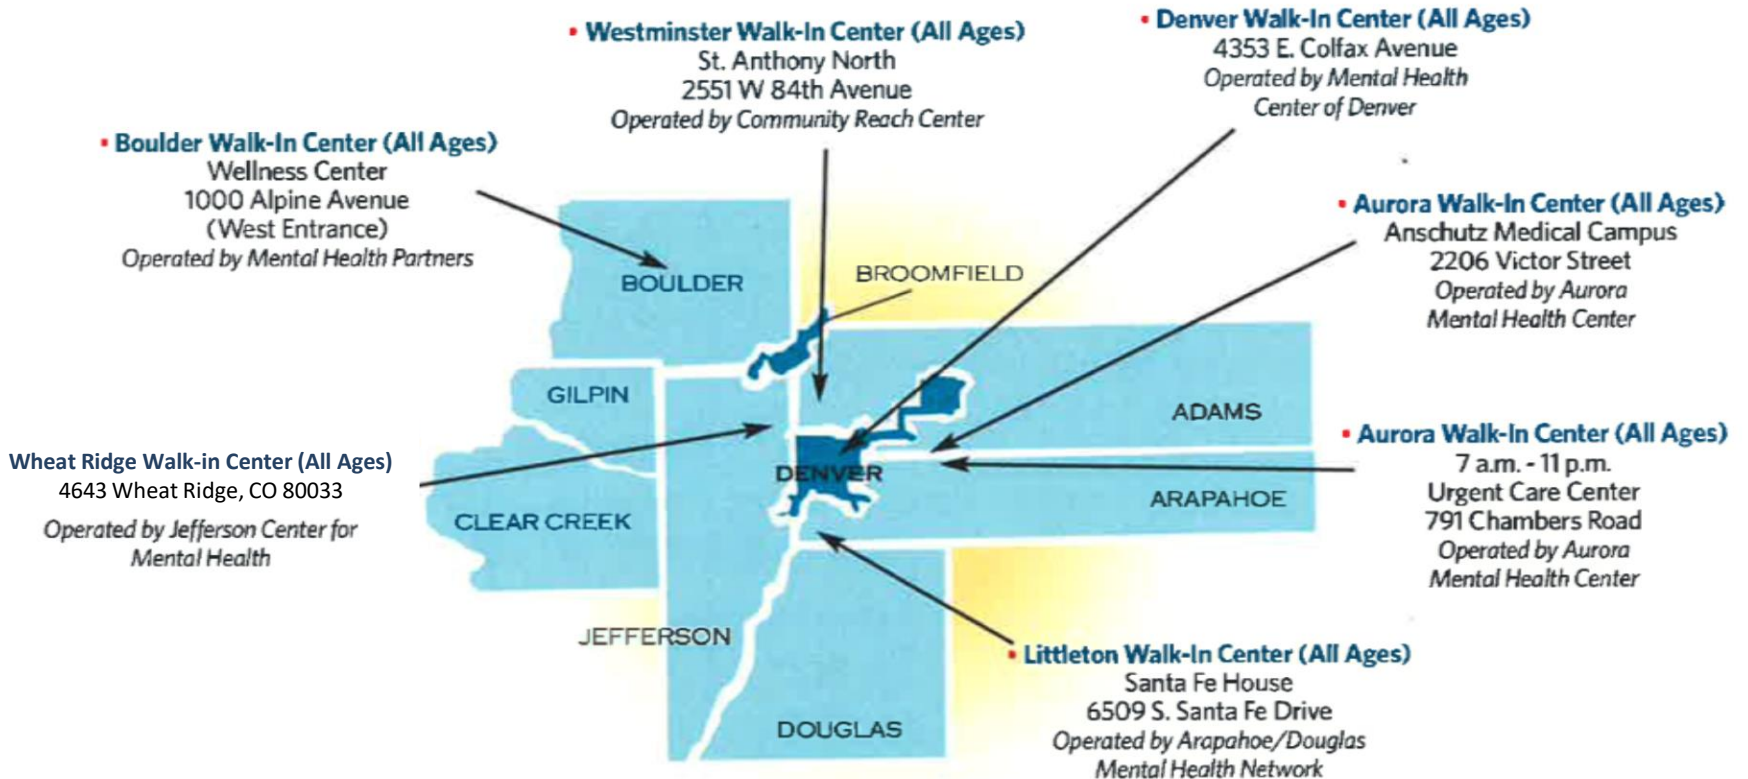 • Westminster Walk-In Center (All Ages)
St. Anthony North
2551 W 84th Avenue
Operated by Community Reach Center
• Denver Walk-In Center (All Ages)
4353 E. Colfax Avenue
Operated by Mental Health
Center of Denver
• Boulder Walk-In Center (All Ages)
Wellness Center
1000 Alpine Avenue
(West Entrance)
Operated by Mental Health Partners
• Aurora Walk-In Center (All Ages)
Anschutz Medical Campus
2206 Victor Street
Operated by Aurora
Mental Health Center
BOULDER
BROOMFIELD
GILPIN
ADAMS
DENVER
ARAPAHOE
CLEAR CREEK
JEFFERSON
DOUGLAS
Wheat Ridge Walk-in Center (All Ages)
4643 Wheat Ridge, CO 80033
Operated by Jefferson Center for
Mental Health
• Aurora Walk-In Center (All Ages)
7 a.m. - 11 p.m.
Urgent Care Center
791 Chambers Road
Operated by Aurora
Mental Health Center
• Littleton Walk-In Center (All Ages)
Santa Fe House
6509 S. Santa Fe Drive
Operated by Arapahoe/Douglas
Mental Health Network